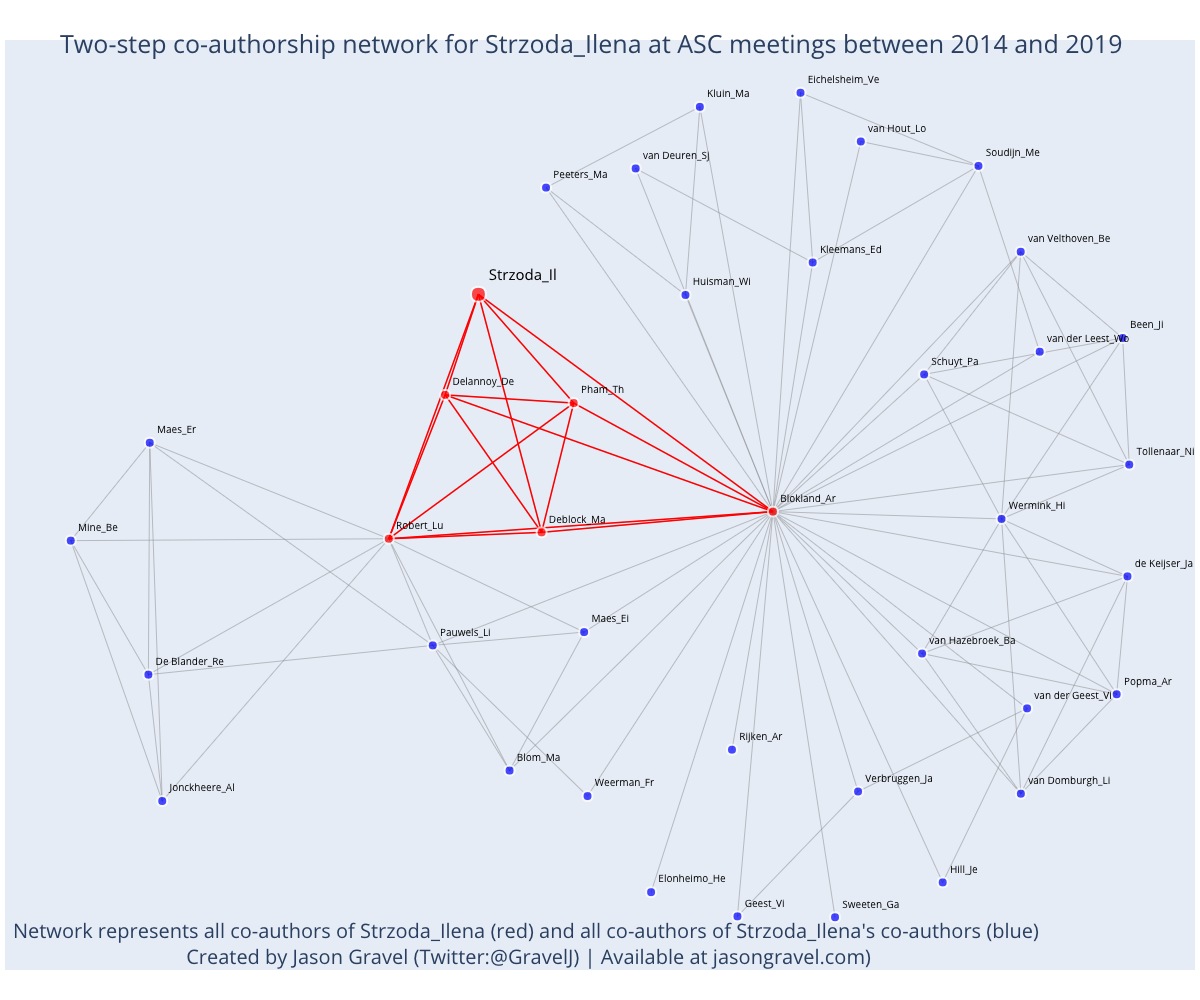 Two-step co-authorship network for Strzoda_Ilena at ASC meetings between 2014 and 2019
Eichelsheim_Ve
Kluin_Ma
van Hout_Lo
Soudijn_Me
van Deuren_Sj
Peeters_Ma
van Velthoven_Be
Kleemans_Ed
Strzoda_Il
Huisman_Wi
Been_Ji
van der Leest_Wo
Schuyt_Pa
Delannoy_De
Pham_Th
Maes_Er
Tollenaar_Ni
Blokland_Ar
Wermink_Hi
Deblock_Ma
Robert_Lu
Mine_Be
de Keijser_Ja
Maes_El
Pauwels_Li
van Hazebroek_Ba
De Blander_Re
Popma_Ar
van der Geest_Vi
Rijken_Ar
Blom_Ma
Weerman_Fr
Verbruggen_Ja
van Domburgh_Li
Jonckheere_Al
Hill_Je
Elonheimo_He
Geest_Vi
Sweeten_Ga
Network represents all co-authors of Strzoda_Ilena (red) and all co-authors of Strzoda_Ilena's co-authors (blue)
Created by Jason Gravel (Twitter:@GravelJ) | Available at jasongravel.com)